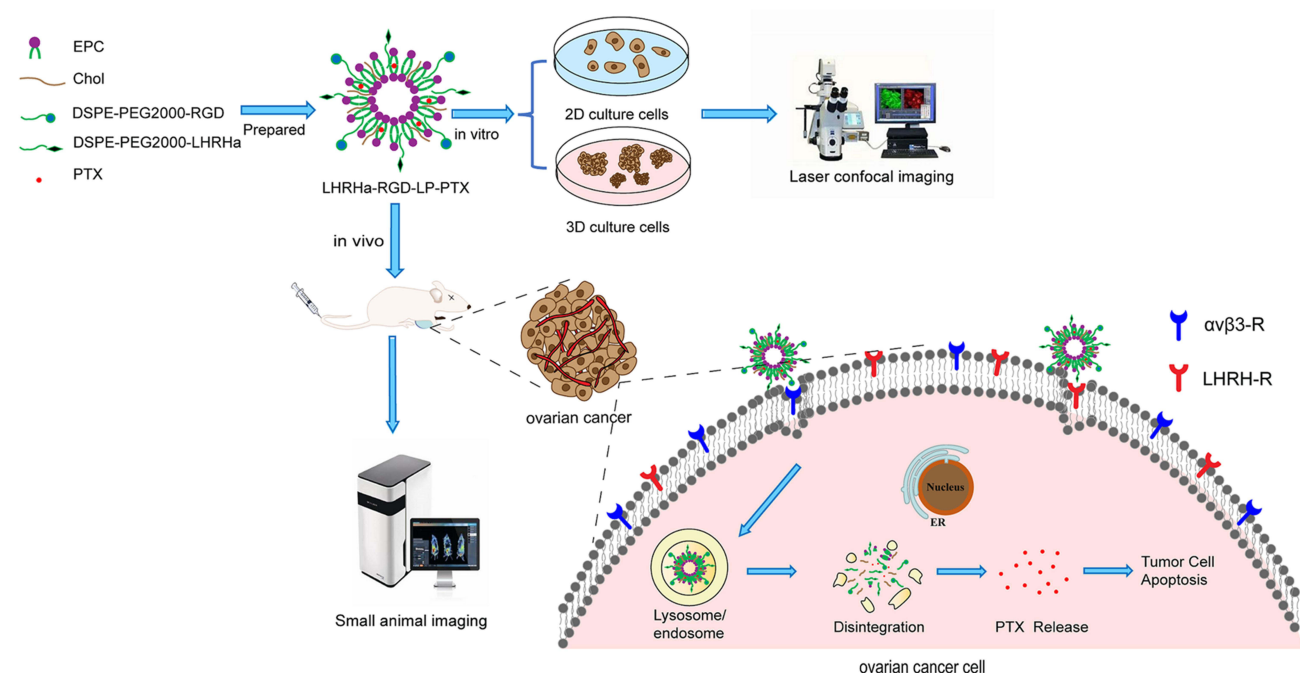 EPC
Chol
DSPE-PEG2000-RGD
DSPE-PEG2000-LHRHa
PTX
Prepared
LHRHa-RGD-LP-PTX
in vitro
2D culture cells
3D culture cells
Laser confocal imaging
in vivo
ovarian cancer
Small animal imaging
αvβ3-R
LHRH-R
Nucleus
ER
Lysosome/
endosome
Disintegration
PTX Release
Tumor Cell
Apoptosis
ovarian cancer cell